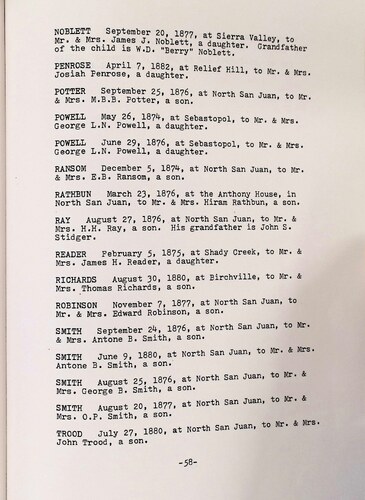 NOBLETT September 20, 1877, at Sierra Valley, to
Mr. & Mrs. James J. Noblett, a daughter. Grandfather
of the child is W.D. "Berry" Noblett.
PENROSE April 7, 1882, at Relief Hill, to Mr. & Mrs.
Josiah Penrose, a daughter.
POTTER September 25, 1876, at North San Juan, to Mr.
& Mrs. M.B.B. Potter, a son.
POWELL May 26, 1874, at Sebastopol, to Mr. & Mrs.
George L.N. Powell, a daughter.
POWELL June 29, 1876, at Sebastopol, to Mr. & Mrs.
George L.N. Powell, a daughter.
RANSOM December 5, 1874, at North San Juan, to Mr.
& Mrs. E.B. Ransom, a son.
RATHBUN March 23, 1876, at the Anthony House, in
North San Juan, to Mr. & Mrs. Hiram Rathbun, a son.
RAY August 27, 1876, at North San Juan, to Mr. &
Mrs. H.H. Ray, a son. His grandfather is John S.
Stidger.
READER February 5, 1875, at Shady Creek, to Mr. &
Mrs. James H. Reader, a daughter.
RICHARDS August 30, 1880, at Birchville, to Mr. &
Mrs. Thomas Richards, a son.
ROBINSON November 7, 1877, at North San Juan, to
Mr. & Mrs. Edward Robinson, a son.
SMITH September 24, 1876, at North San Juan, to Mr.
& Mrs. Antone B. Smith, a son.
SMITH June 9, 1880, at North San Juan, to Mr. & Mrs.
Antone B. Smith, a son.
SMITH August 25, 1876, at North San Juan, to Mr. &
Mrs. George B. Smith, a son.
SMITH August 20, 1877, at North San Juan, to Mr. &
Mrs. O.P. Smith, a son.
TROOD July 27, 1880, at North San Juan, to Mr. & Mrs.
John Trood, a son.
-58-